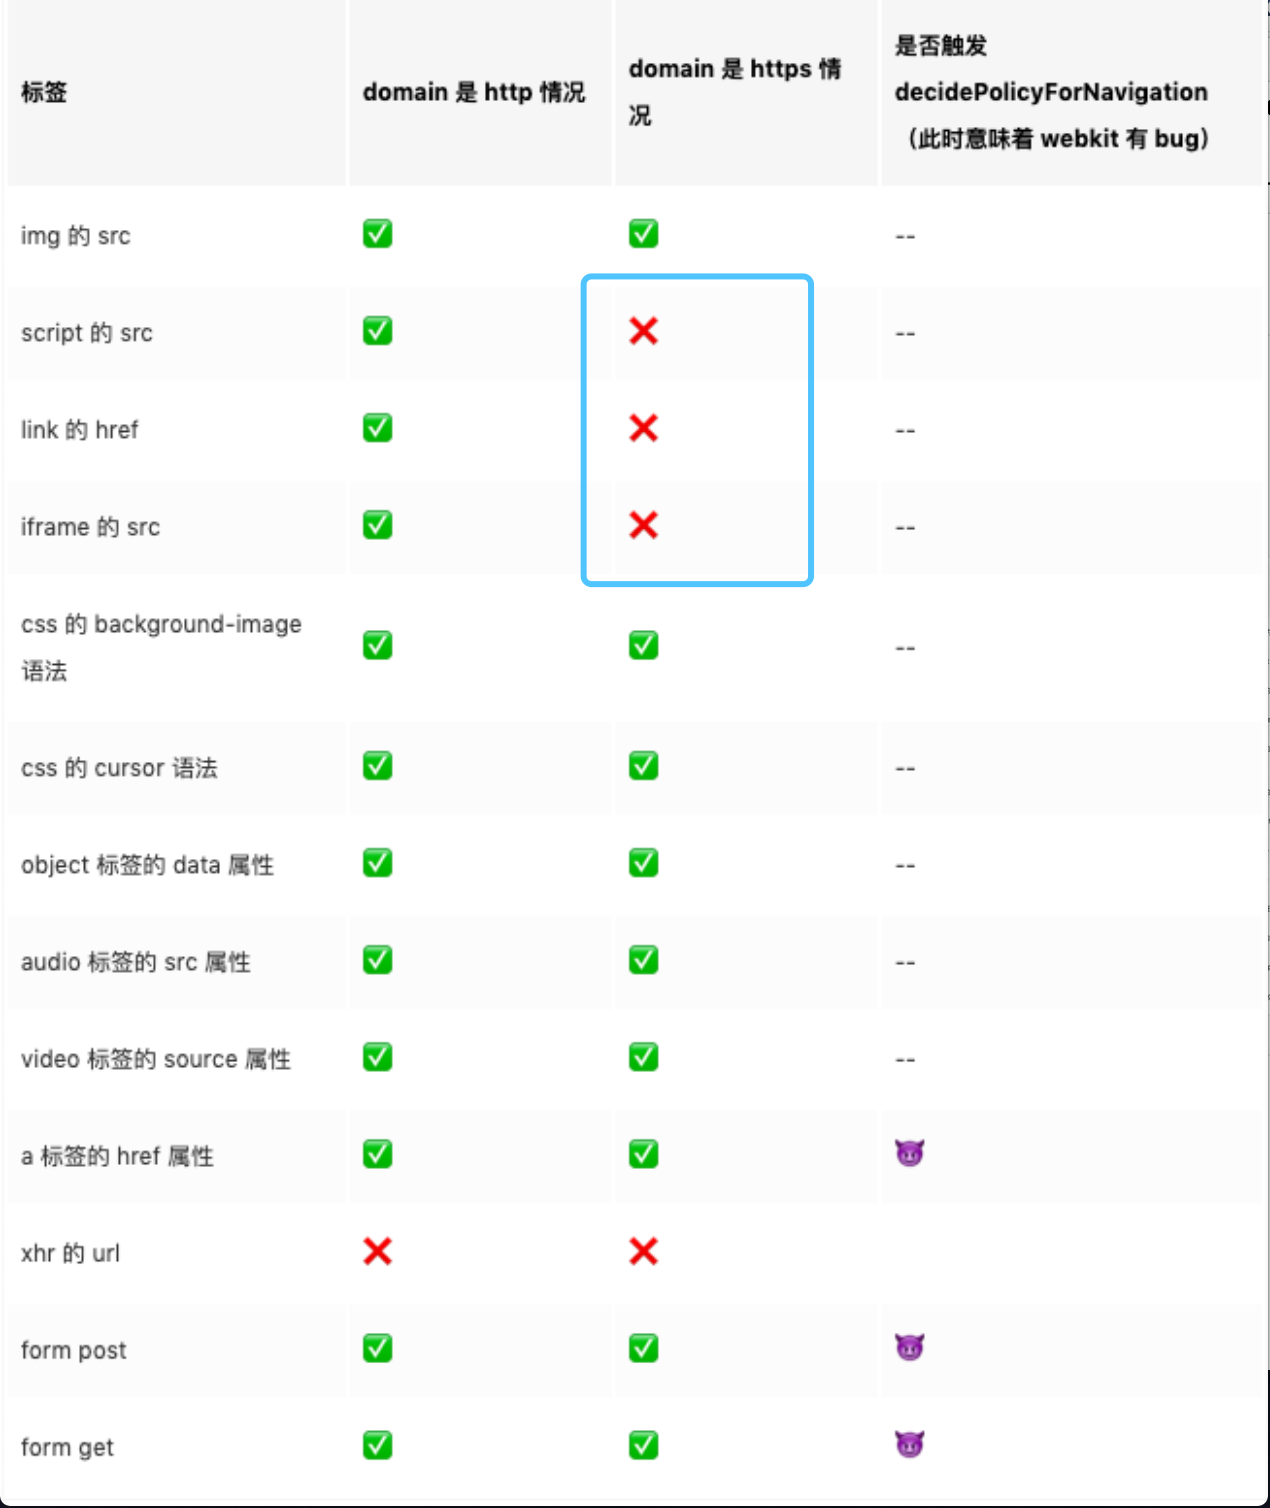 标签
domain 是 http 情况
domain 是 https 情
况
是否触发
decidePolicyForNavigation
（此时意味着 webkit 有 bug）
img 的 src ✅ ✅ --
script 的 src ✅ ❌ --
link 的 href ✅ ❌ --
iframe 的 src ✅ ❌ --
css 的 background-image
语法 ✅ ✅ --
css 的 cursor 语法 ✅ ✅ --
object 标签的 data 属性 ✅ ✅ --
audio 标签的 src 属性 ✅ ✅ --
video 标签的 source 属性 ✅ ✅ --
a 标签的 href 属性 ✅ ✅ 😈
xhr 的 url ❌ ❌
form post ✅ ✅ 😈
form get ✅ ✅ 😈